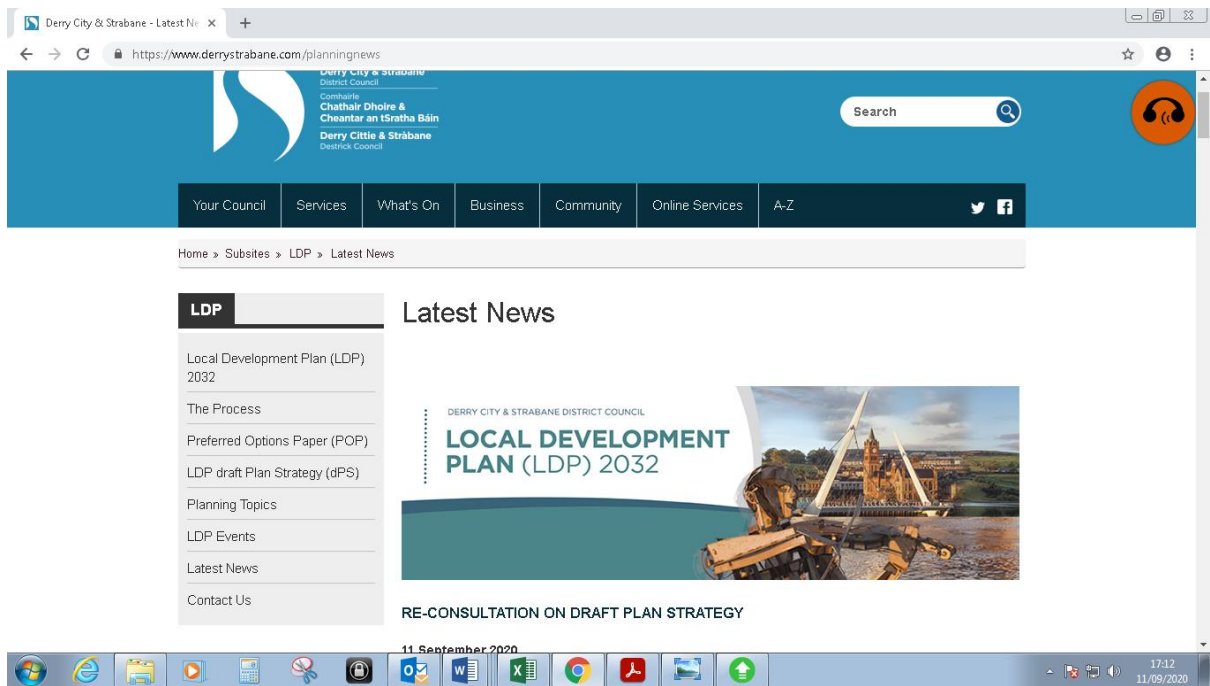 Derry City & Strabane - Latest Ne
https://www.derrystrabane.com/planningnews
Derry City & Strabane
District Council
Comhairle
Chathair Dhoire &
Cheantar an tSratha Báin
Derry Cittie & Stràbane
Destrick Cooncil
Search
Your Council Services What's On Business Community Online Services A-Z
Home » Subsites » LDP » Latest News
LDP
Local Development Plan (LDP)
2032
The Process
Preferred Options Paper (POP)
LDP draft Plan Strategy (dPS)
Planning Topics
LDP Events
Latest News
Contact Us
Latest News
DERRY CITY & STRABANE DISTRICT COUNCIL
LOCAL DEVELOPMENT
PLAN (LDP) 2032
RE-CONSULTATION ON DRAFT PLAN STRATEGY
11 September 2020
17:12
11/09/2020